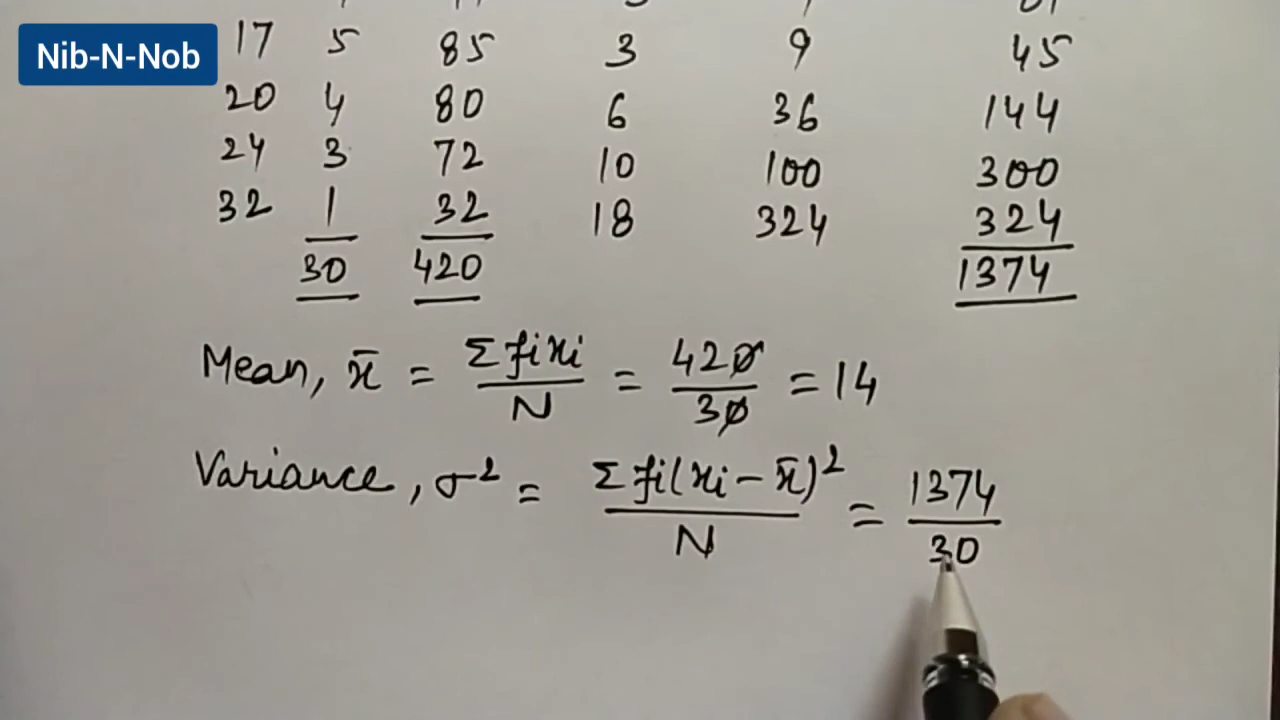 Nib-N-Nob
17 5 85 3 9 45
20 4 80 6 36 144
24 3 72 10 100 300
32 1 32 18 324 324
30 420 1374
Mean, x̄ = Σfixi / N = 420 / 30 = 14
Variance, σ² = Σfi(xi - x̄)² / N = 1374 / 30